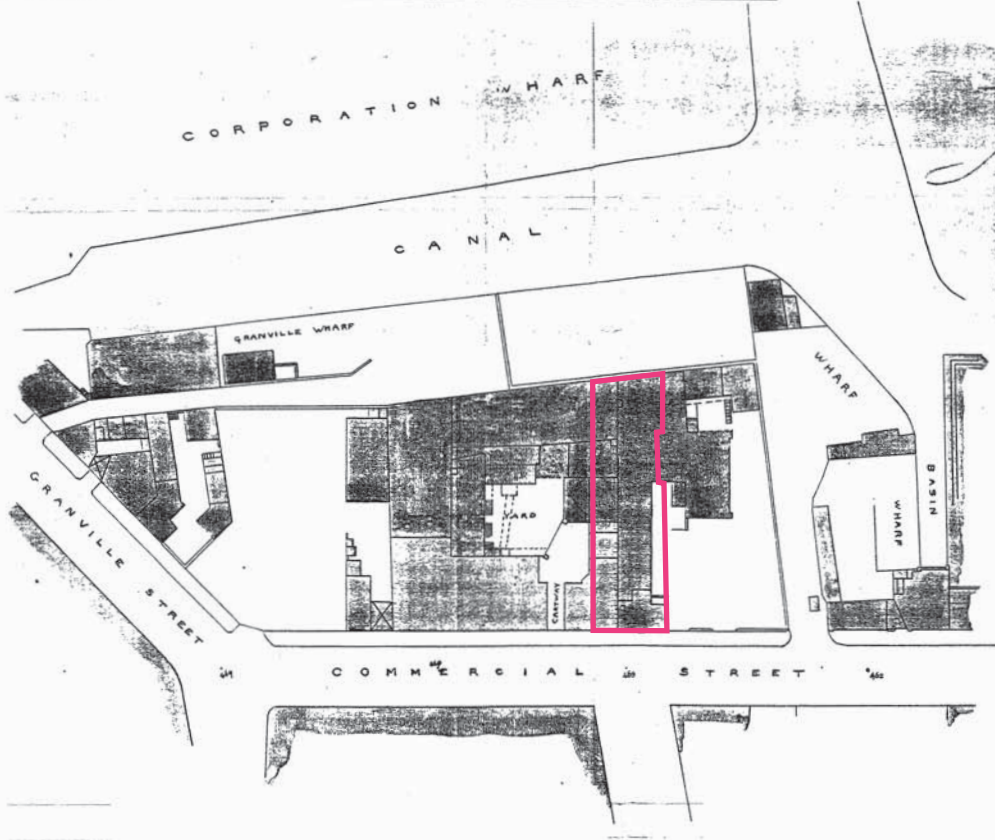 CORPORATION WHARF
CANAL
GRANVILLE WHARF
WHARF
BASIN
WHARF
YARD
CARTWAY
GRANVILLE STREET
COMMERCIAL STREET